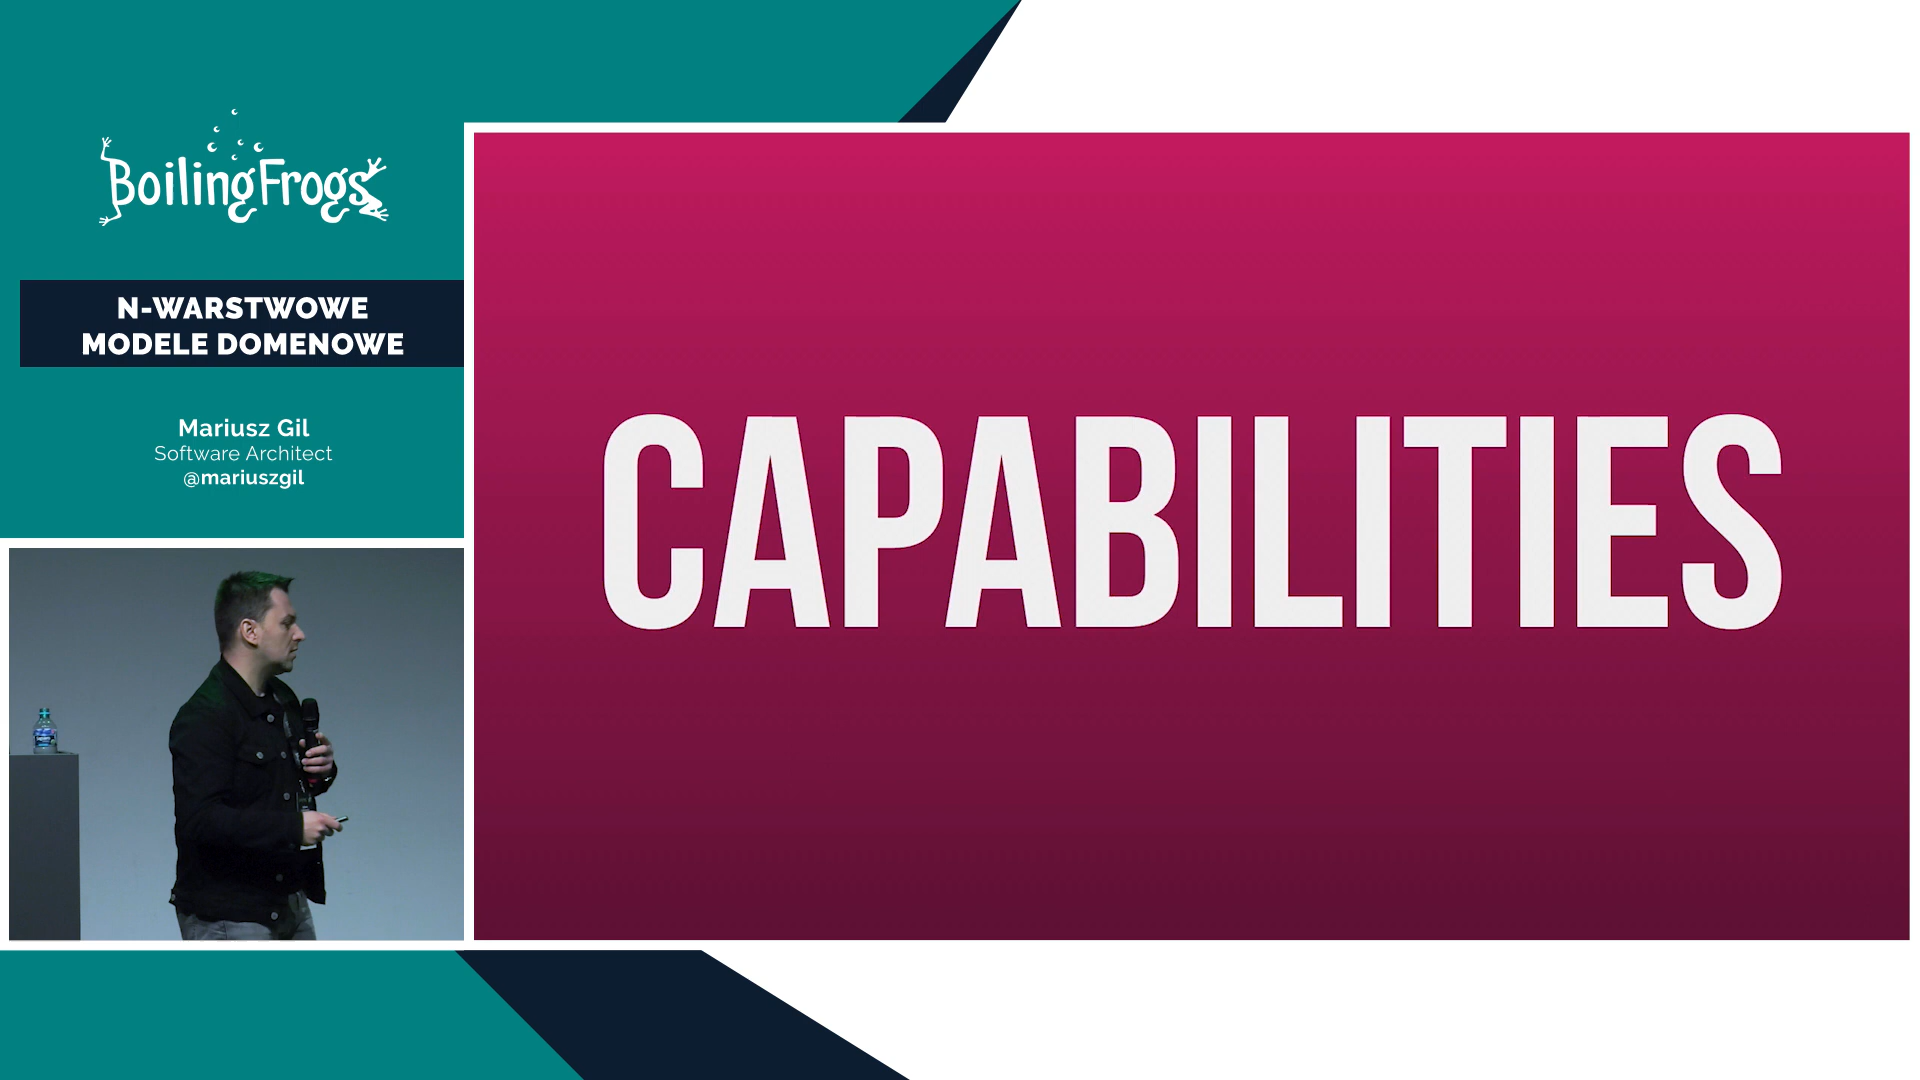 BoilingFrogs
N-WARSTWOWE
MODELE DOMENOWE
Mariusz Gil
Software Architect
@mariuszgil
CAPABILITIES